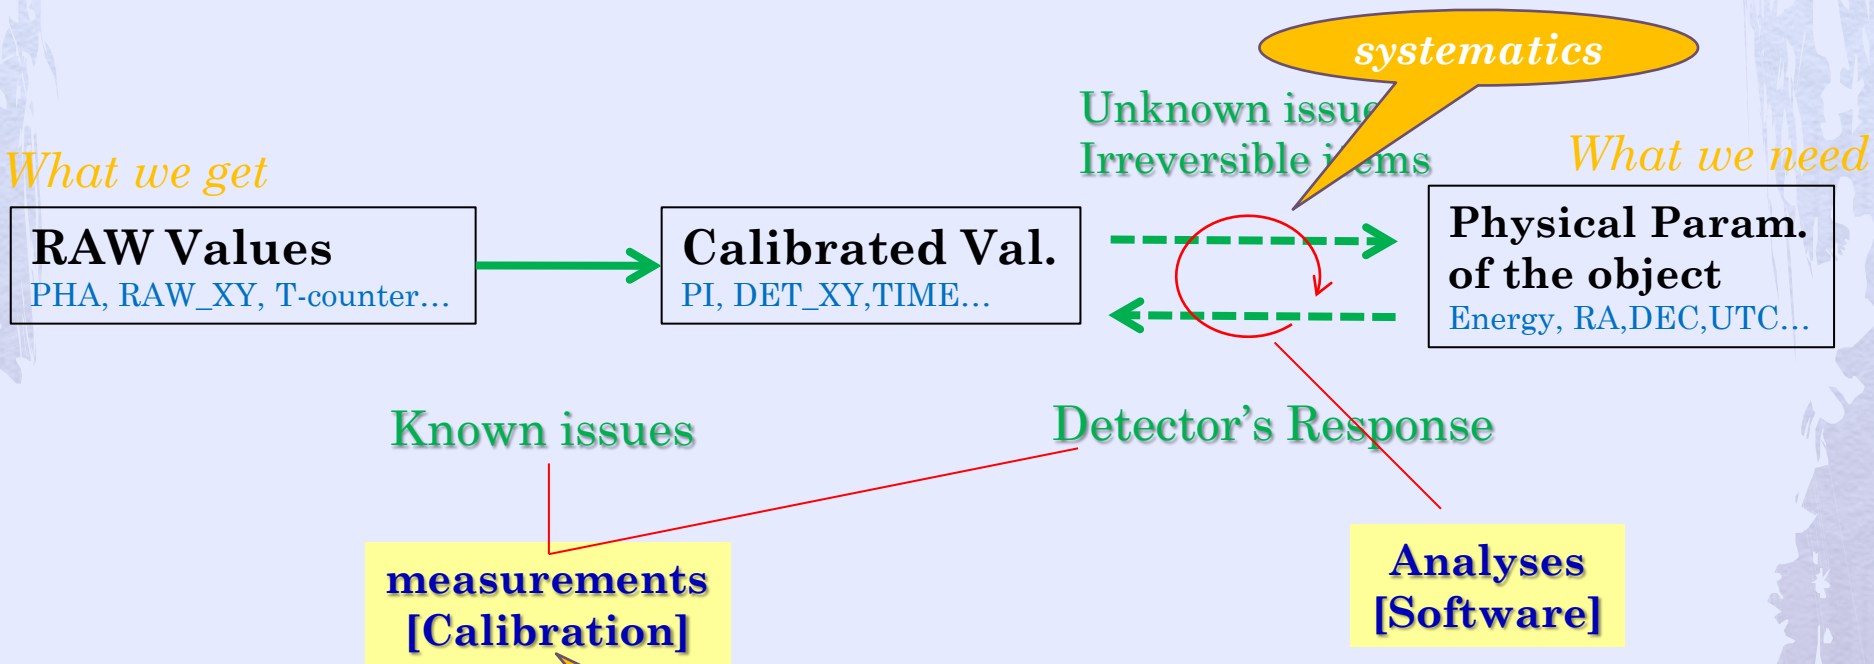 systematics
Unknown issue
Irreversible items
What we get
What we need
RAW Values
PHA, RAW_XY, T-counter...
Calibrated Val.
PI, DET_XY,TIME...
Physical Param.
of the object
Energy, RA,DEC,UTC...
Known issues
Detector’s Response
measurements
[Calibration]
Analyses
[Software]